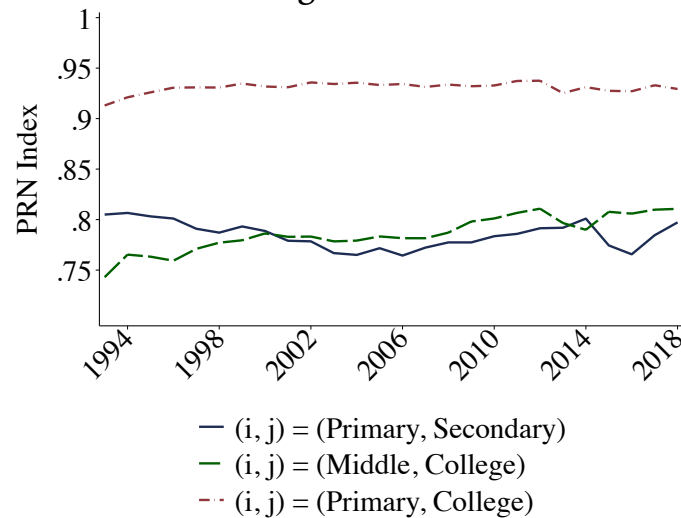 1
.95
.9
.85
.8
.75
PRN Index
1994 1998 2002 2006 2010 2014 2018
(i, j) = (Primary, Secondary)
(i, j) = (Middle, College)
(i, j) = (Primary, College)